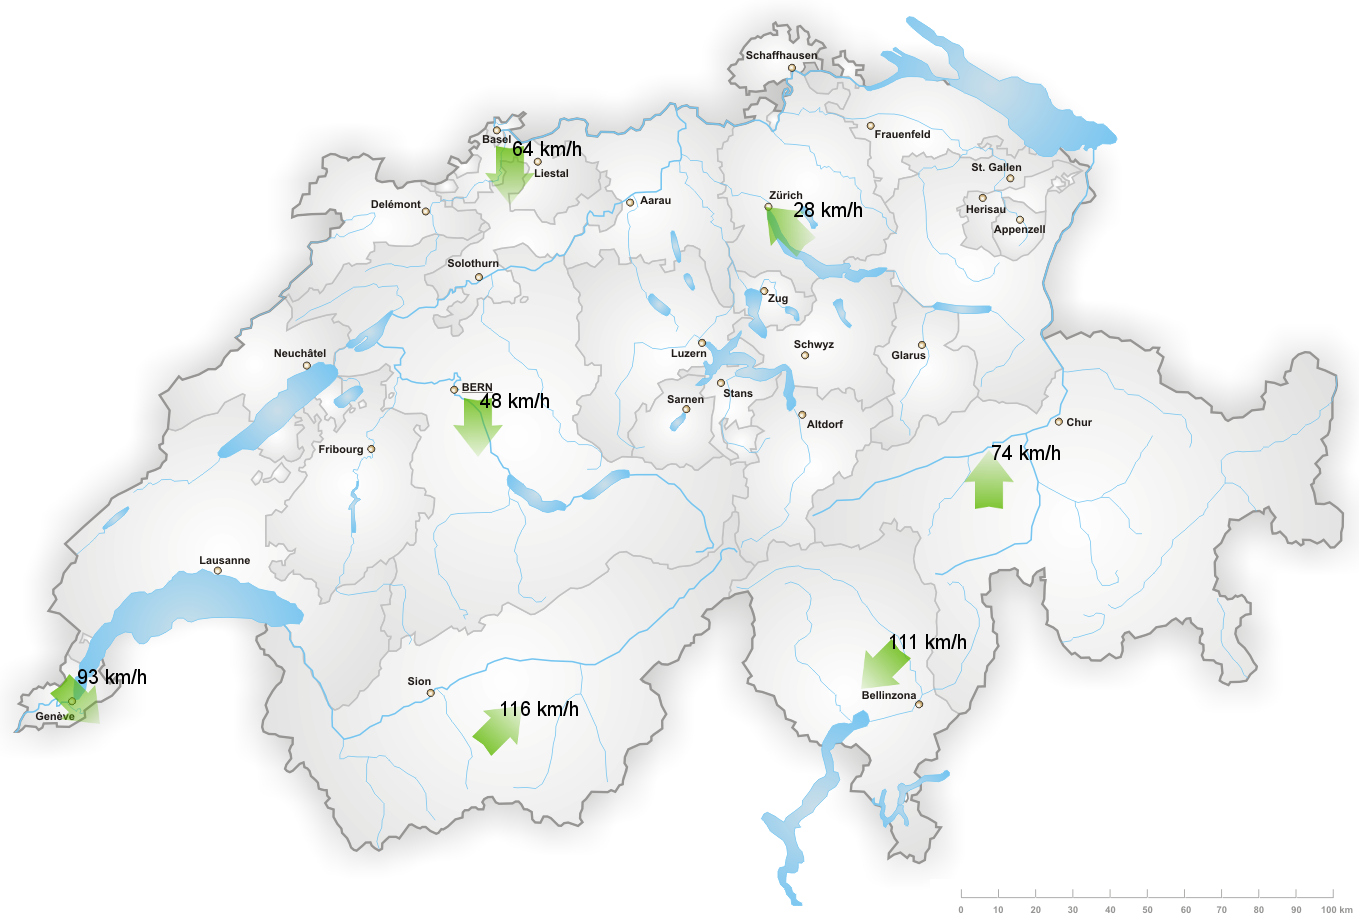 Schaffhausen
Frauenfeld
Basel
64 km/h
Liestal
St. Gallen
Delémont
Aarau
Zürich
28 km/h
Herisau
Appenzell
Solothurn
Zug
Neuchâtel
Luzern
Schwyz
Glarus
BERN
48 km/h
Sarnen
Stans
Altdorf
Chur
Fribourg
74 km/h
Lausanne
111 km/h
93 km/h
Sion
Bellinzona
Genève
116 km/h
0 10 20 30 40 50 60 70 80 90 100 km